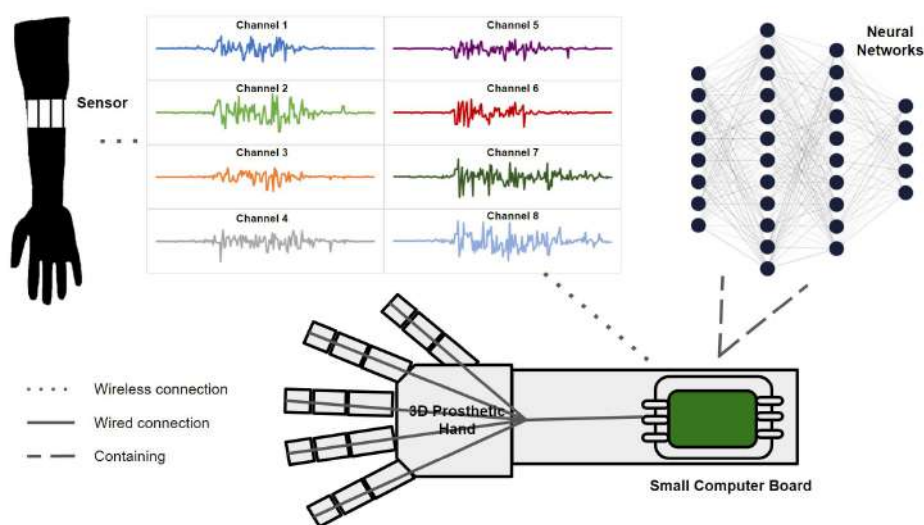 Channel 1
Channel 5
Neural
Networks
Sensor
Channel 2
Channel 6
Channel 3
Channel 7
Channel 4
Channel 8
Wireless connection
Wired connection
Containing
3D Prosthetic
Hand
Small Computer Board